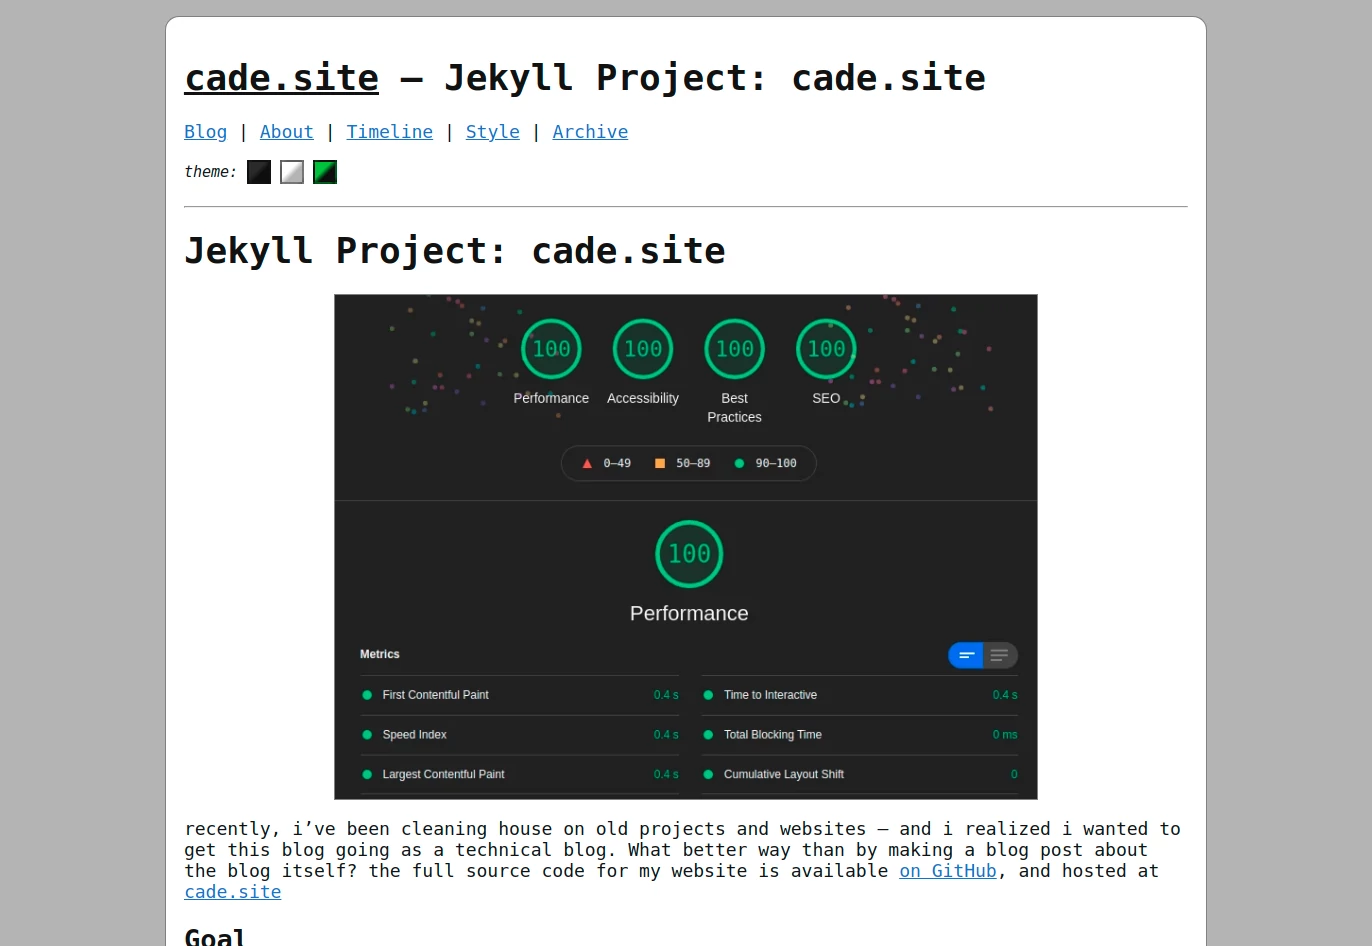 cade.site — Jekyll Project: cade.site
Blog | About | Timeline | Style | Archive
theme:
Jekyll Project: cade.site
100 100 100 100
Performance Accessibility Best Practices SEO
0–49 50–89 90–100
100
Performance
Metrics
First Contentful Paint 0.4 s Time to Interactive 0.4 s
Speed Index 0.4 s Total Blocking Time 0 ms
Largest Contentful Paint 0.4 s Cumulative Layout Shift 0
recently, i’ve been cleaning house on old projects and websites — and i realized i wanted to
get this blog going as a technical blog. What better way than by making a blog post about
the blog itself? the full source code for my website is available on GitHub, and hosted at
cade.site
Goal